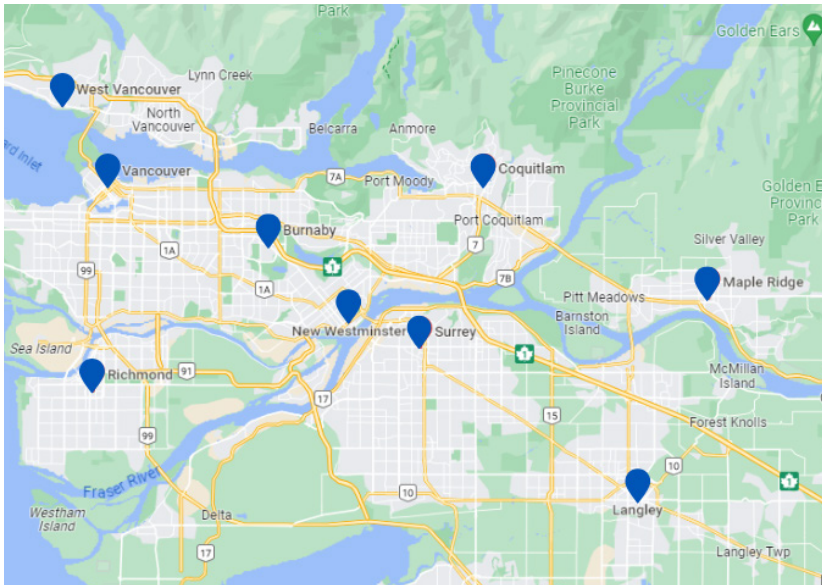 Park
Golden Ears
Lynn Creek
West Vancouver
Pinecone
Burke
Provincial
Park
North
Vancouver
Belcarra
Anmore
Inlet
Vancouver
7A
Port Moody
Coquitlam
Golden E
Provinc
Park
Port Coquitlam
Burnaby
1A
7
Silver Valley
99
1
7B
Maple Ridge
1A
Pitt Meadows
Barnston
Island
New Westminster
Surrey
Sea Island
1
McMillan
Island
Richmond
91
17
15
Forest Knolls
99
10
Fraser River
10
1
Westham
Island
Delta
Langley
17
Langley Twp